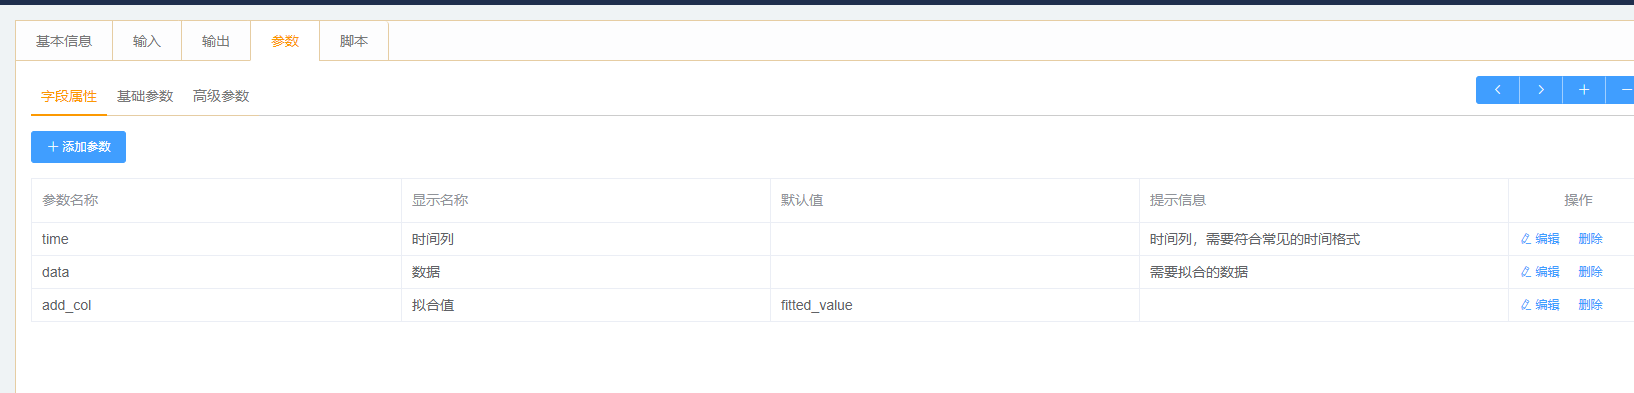 基本信息 输入 输出 参数 脚本
字段属性 基础参数 高级参数
添加参数
参数名称 显示名称 默认值 提示信息 操作
time 时间列 时间列，需要符合常见的时间格式 编辑 删除
data 数据 需要拟合的数据 编辑 删除
add_col 拟合值 fitted_value 编辑 删除